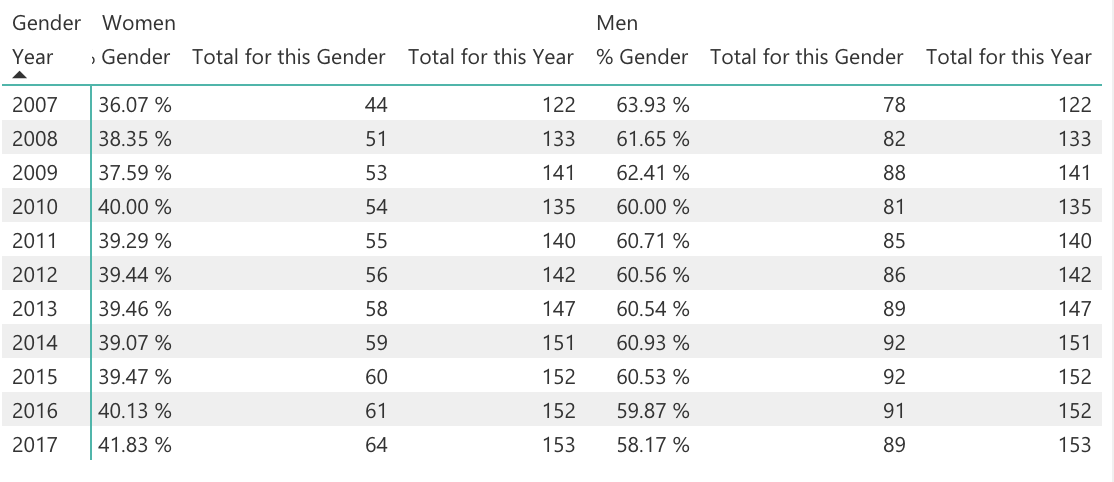 Gender Women Men
Year % Gender Total for this Gender Total for this Year % Gender Total for this Gender Total for this Year
2007 36.07 % 44 122 63.93 % 78 122
2008 38.35 % 51 133 61.65 % 82 133
2009 37.59 % 53 141 62.41 % 88 141
2010 40.00 % 54 135 60.00 % 81 135
2011 39.29 % 55 140 60.71 % 85 140
2012 39.44 % 56 142 60.56 % 86 142
2013 39.46 % 58 147 60.54 % 89 147
2014 39.07 % 59 151 60.93 % 92 151
2015 39.47 % 60 152 60.53 % 92 152
2016 40.13 % 61 152 59.87 % 91 152
2017 41.83 % 64 153 58.17 % 89 153